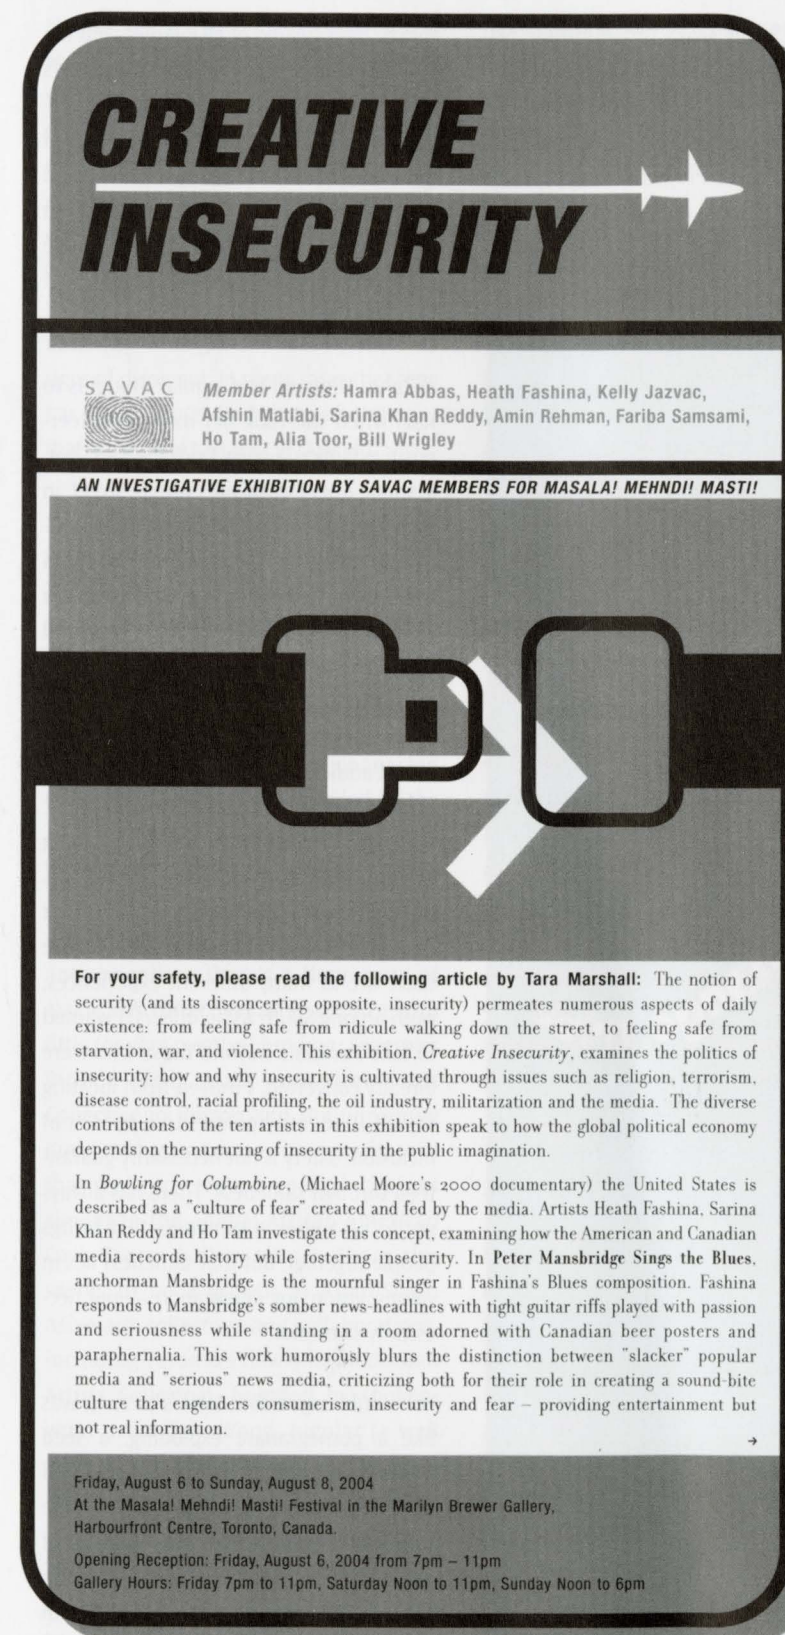 CREATIVE
INSECURITY
SAVAC
Member Artists: Hamra Abbas, Heath Fashina, Kelly Jazvac,
Afshin Matlabi, Sarina Khan Reddy, Amin Rehman, Fariba Samsami,
Ho Tam, Alia Toor, Bill Wrigley
AN INVESTIGATIVE EXHIBITION BY SAVAC MEMBERS FOR MASALA! MEHNDI! MASTI!
For your safety, please read the following article by Tara Marshall: The notion of
security (and its disconcerting opposite, insecurity) permeates numerous aspects of daily
existence: from feeling safe from ridicule walking down the street, to feeling safe from
starvation, war, and violence. This exhibition, Creative Insecurity, examines the politics of
insecurity: how and why insecurity is cultivated through issues such as religion, terrorism,
disease control, racial profiling, the oil industry, militarization and the media. The diverse
contributions of the ten artists in this exhibition speak to how the global political economy
depends on the nurturing of insecurity in the public imagination.
In Bowling for Columbine, (Michael Moore's 2000 documentary) the United States is
described as a "culture of fear" created and fed by the media. Artists Heath Fashina, Sarina
Khan Reddy and Ho Tam investigate this concept, examining how the American and Canadian
media records history while fostering insecurity. In Peter Mansbridge Sings the Blues,
anchorman Mansbridge is the mournful singer in Fashina's Blues composition. Fashina
responds to Mansbridge's somber news-headlines with tight guitar riffs played with passion
and seriousness while standing in a room adorned with Canadian beer posters and
paraphernalia. This work humorously blurs the distinction between "slacker" popular
media and "serious" news media, criticizing both for their role in creating a sound-bite
culture that engenders consumerism, insecurity and fear – providing entertainment but
not real information. →
Friday, August 6 to Sunday, August 8, 2004
At the Masala! Mehndi! Masti! Festival in the Marilyn Brewer Gallery,
Harbourfront Centre, Toronto, Canada.
Opening Reception: Friday, August 6, 2004 from 7pm – 11pm
Gallery Hours: Friday 7pm to 11pm, Saturday Noon to 11pm, Sunday Noon to 6pm